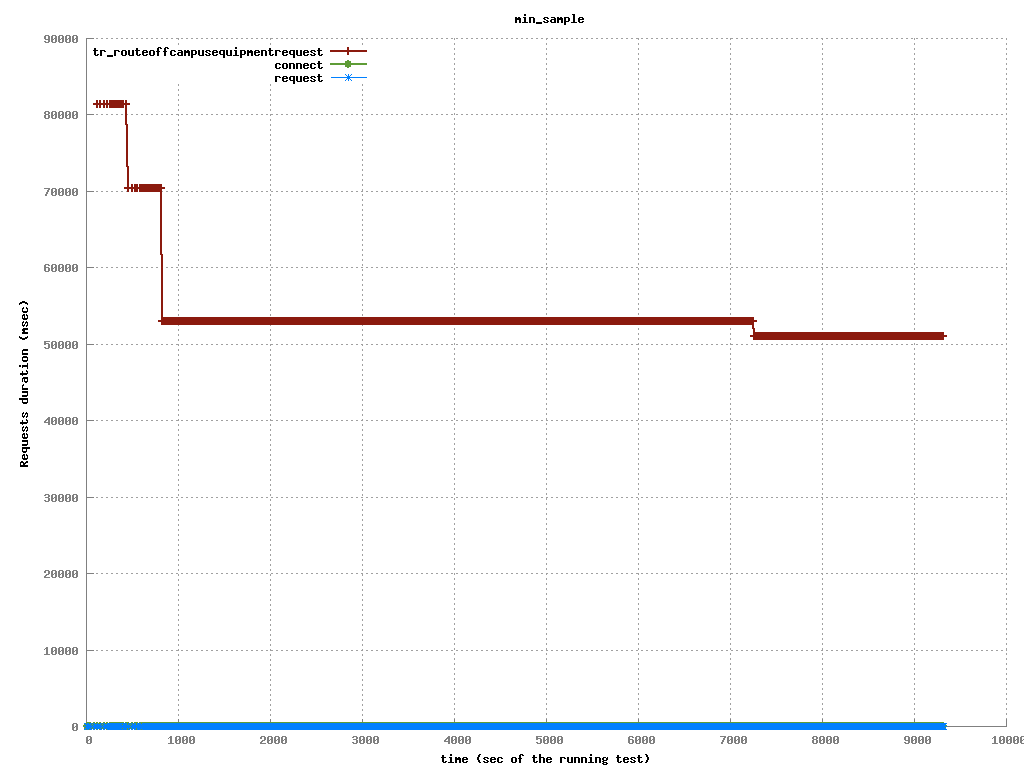 min_sample
tr_routeoffcampusequipmentrequest
connect
request
90000
80000
70000
60000
50000
40000
30000
20000
10000
0
Requests duration (msec)
0 1000 2000 3000 4000 5000 6000 7000 8000 9000 10000
time (sec of the running test)